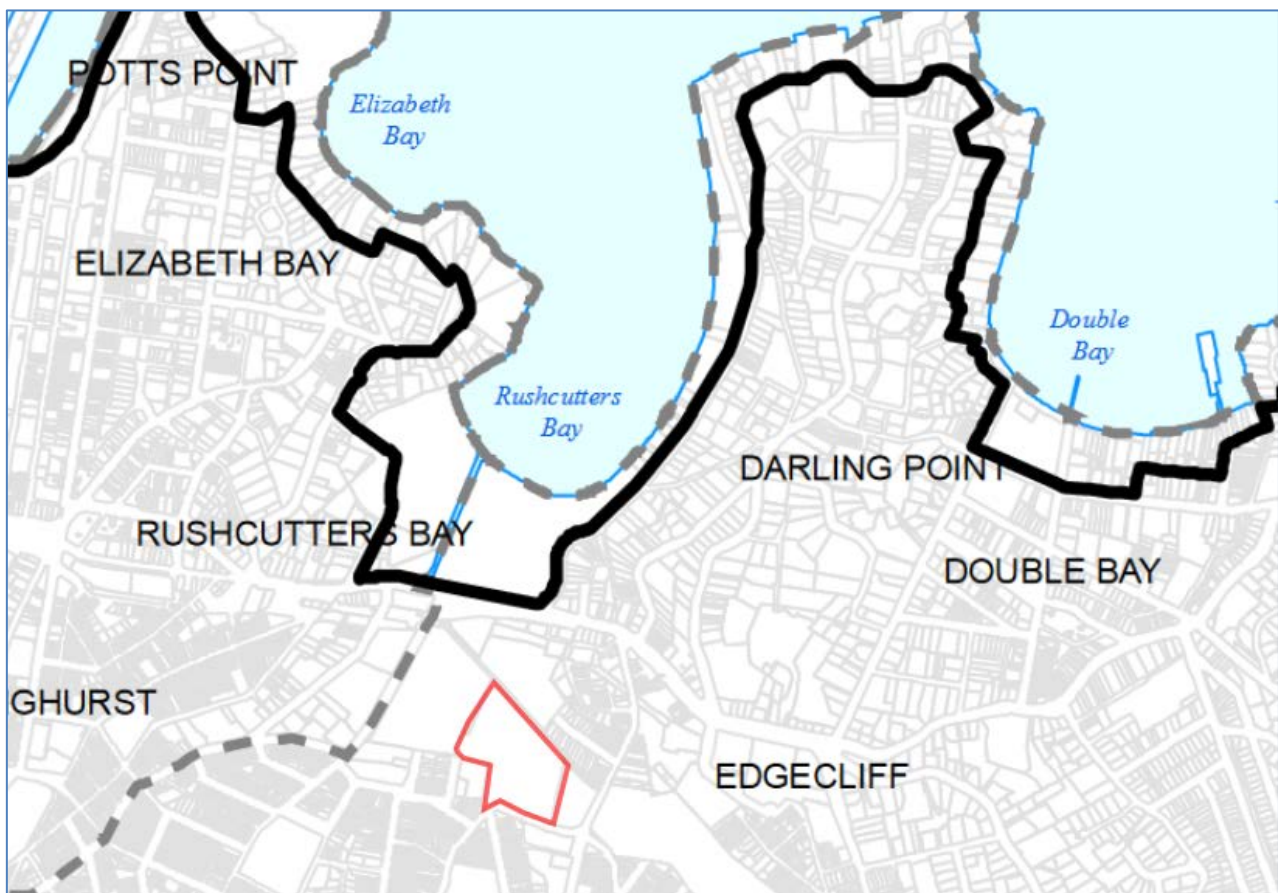 POTTS POINT
Elizabeth
Bay
ELIZABETH BAY
Double
Bay
Rushcutters
Bay
DARLING POINT
RUSHCUTTERS BAY
DOUBLE BAY
GHURST
EDGECLIFF